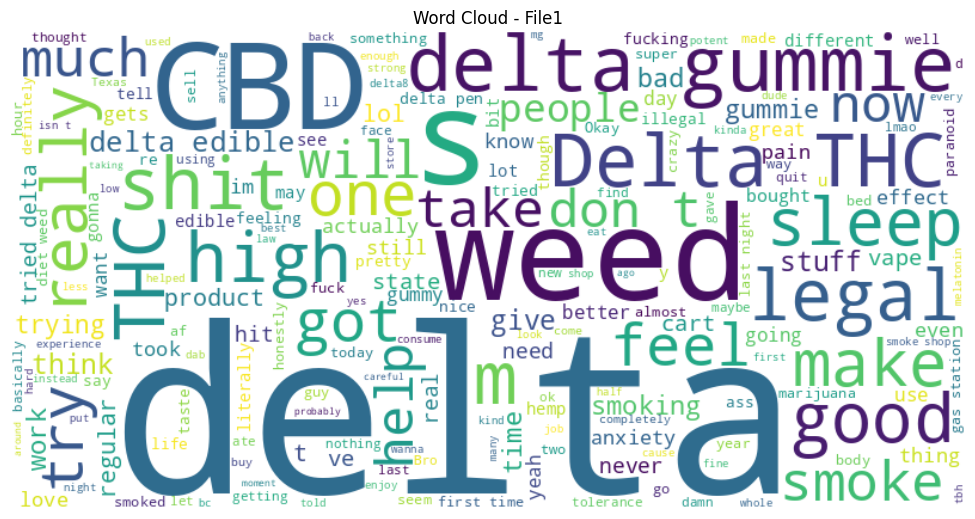 Word Cloud - File1
thought used back something mg fucking potent made different well
much CBD delta gummie
Texas tell sell anything ll enough strong delta8 super bad dude d
isn t gets lol delta pen people day illegal gummie now every
hour definitely really delta edible see face store s bit Okay kinda crazy great lmao paranoid
taking re using im may know lot though Delta pain way THC
shit will one take tried find don t u quit bought bed effect
low edible feeling actually gave sleep
tried delta diet weed gonna want THC high best law still weed eat last night stuff vape
less helped pretty state new shop ago y maybe legal melatonin
product fuck yes gummy nice better almost cart going even
trying af hit honestly got give look come feel first smoke shop
took today consume need
think dab literally help real m kind ok half smoking marijuana make use gas station
experience basically instead say guy careful hemp job ass
hard taste probably completely anxiety year good
try put work regular life delta nothing Bro many time two cause never body thing
around ate t ve wanna yeah fine
night buy last go smoke
love smoked let bc getting moment told enjoy seem first time tolerance damn whole tbh